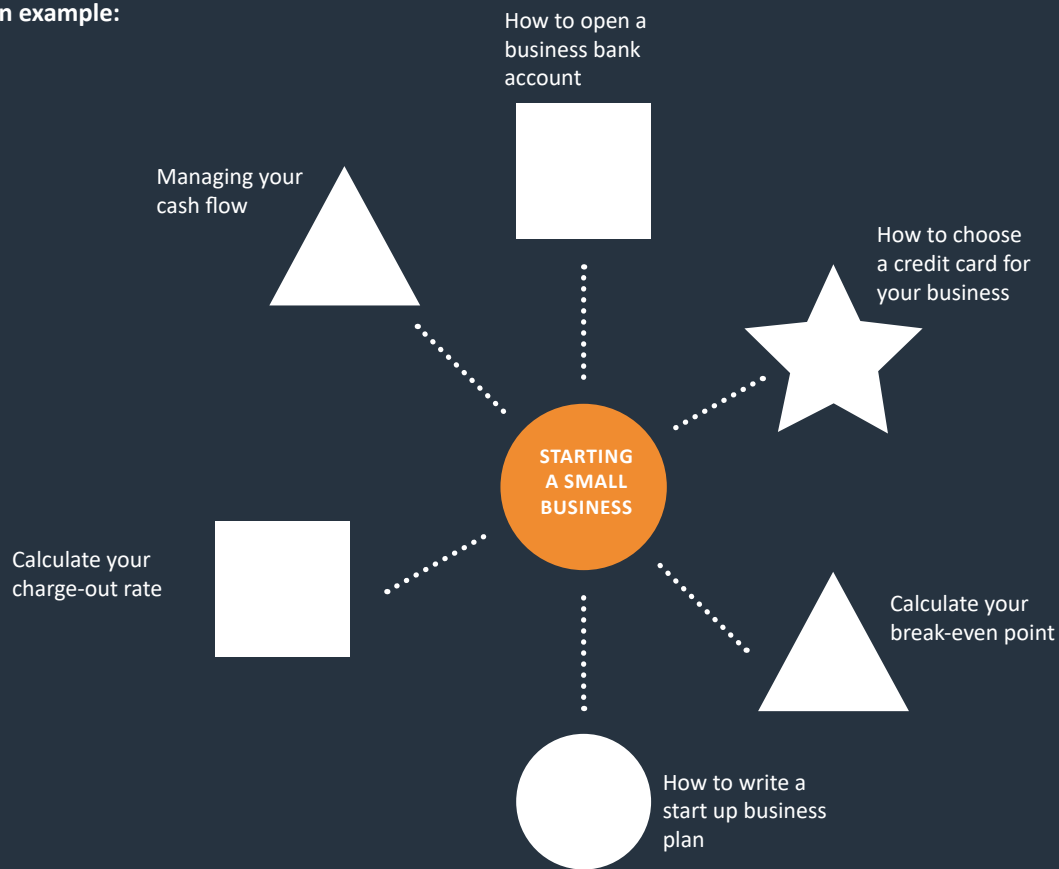 n example:
How to open a
business bank
account
Managing your
cash flow
How to choose
a credit card for
your business
STARTING
A SMALL
BUSINESS
Calculate your
charge-out rate
Calculate your
break-even point
How to write a
start up business
plan